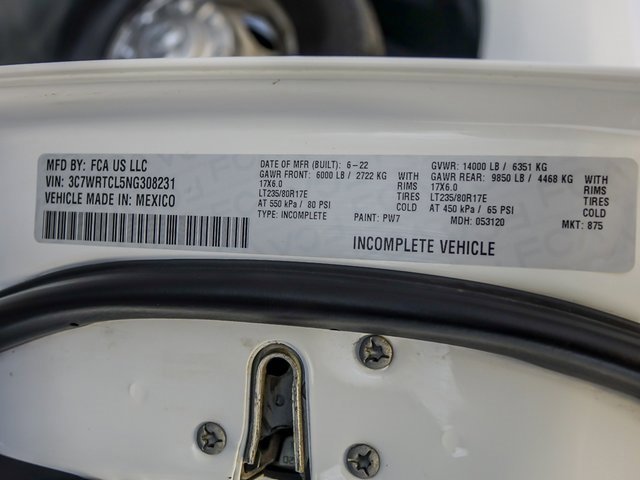 MFD BY: FCA US LLC
VIN: 3C7WRTCL5NG308231
VEHICLE MADE IN: MEXICO
DATE OF MFR (BUILT): 6-22
GAWR FRONT: 6000 LB / 2722 KG WITH
17X6.0 RIMS
LT235/80R17E TIRES
AT 550 kPa / 80 PSI COLD
TYPE: INCOMPLETE
PAINT: PW7
GVWR: 14000 LB / 6351 KG
GAWR REAR: 9850 LB / 4468 KG WITH
17X6.0 RIMS
LT235/80R17E TIRES
AT 450 kPa / 65 PSI COLD
MDH: 053120
MKT: 875
INCOMPLETE VEHICLE